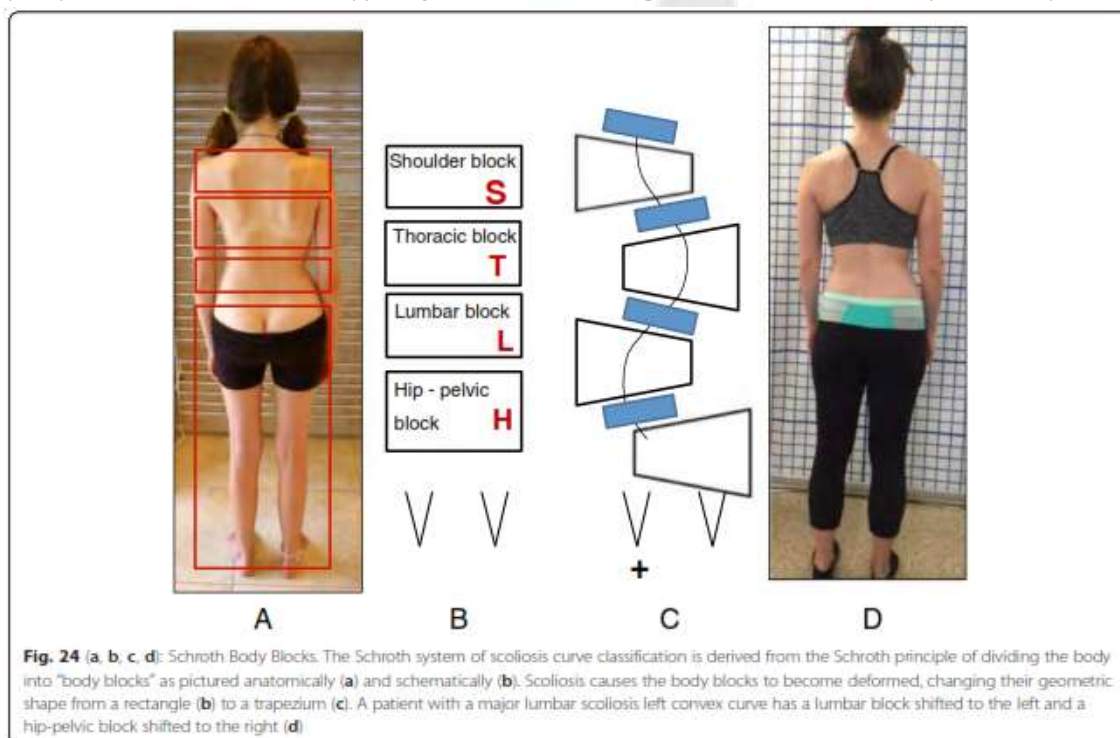 Shoulder block
S
Thoracic block
T
Lumbar block
L
Hip - pelvic
block
H
+
A
B
C
D
Fig. 24 (a, b, c, d): Schroth Body Blocks. The Schroth system of scoliosis curve classification is derived from the Schroth principle of dividing the body
into "body blocks" as pictured anatomically (a) and schematically (b). Scoliosis causes the body blocks to become deformed, changing their geometric
shape from a rectangle (b) to a trapezium (c). A patient with a major lumbar scoliosis left convex curve has a lumbar block shifted to the left and a
hip-pelvic block shifted to the right (d)